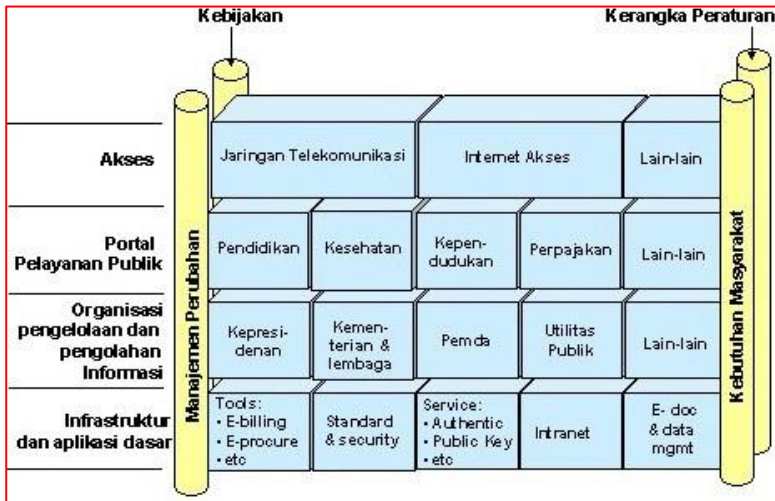 Kebijakan
Kerangka Peraturan
Akses
Jaringan Telekomunikasi
Internet Akses
Lain-lain
Portal
Pelayanan Publik
Pendidikan
Kesehatan
Kepen-
dudukan
Perpajakan
Lain-lain
Organisasi
pengelolaan dan
pengolahan
Informasi
Kepresi-
denan
Kemen-
terian &
lembaga
Pemda
Utilitas
Publik
Lain-lain
Infrastruktur
dan aplikasi dasar
Tools:
• E-billing
• E-procure
• etc
Standard
& security
Service:
• Authentic
• Public Key
• etc
Intranet
E- doc
& data
mgmt
Manajemen Perubahan
Kebutuhan Masyarakat